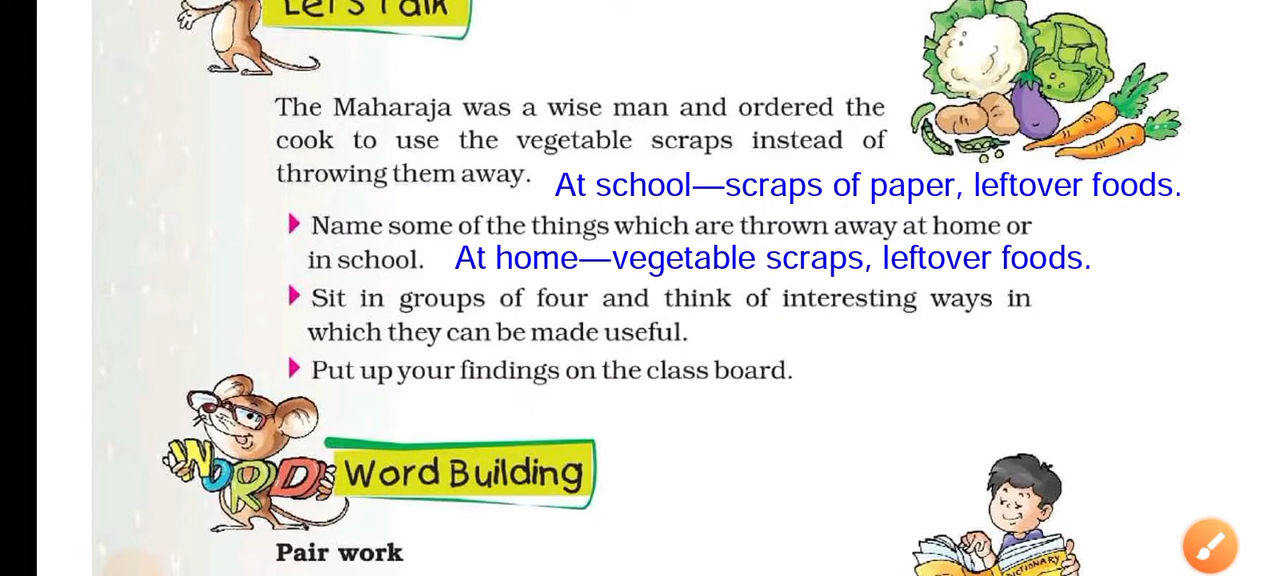 Let's Talk
The Maharaja was a wise man and ordered the
cook to use the vegetable scraps instead of
throwing them away.
At school—scraps of paper, leftover foods.
Name some of the things which are thrown away at home or
in school.
At home—vegetable scraps, leftover foods.
Sit in groups of four and think of interesting ways in
which they can be made useful.
Put up your findings on the class board.
WORD
Word Building
DICTIONARY
Pair work